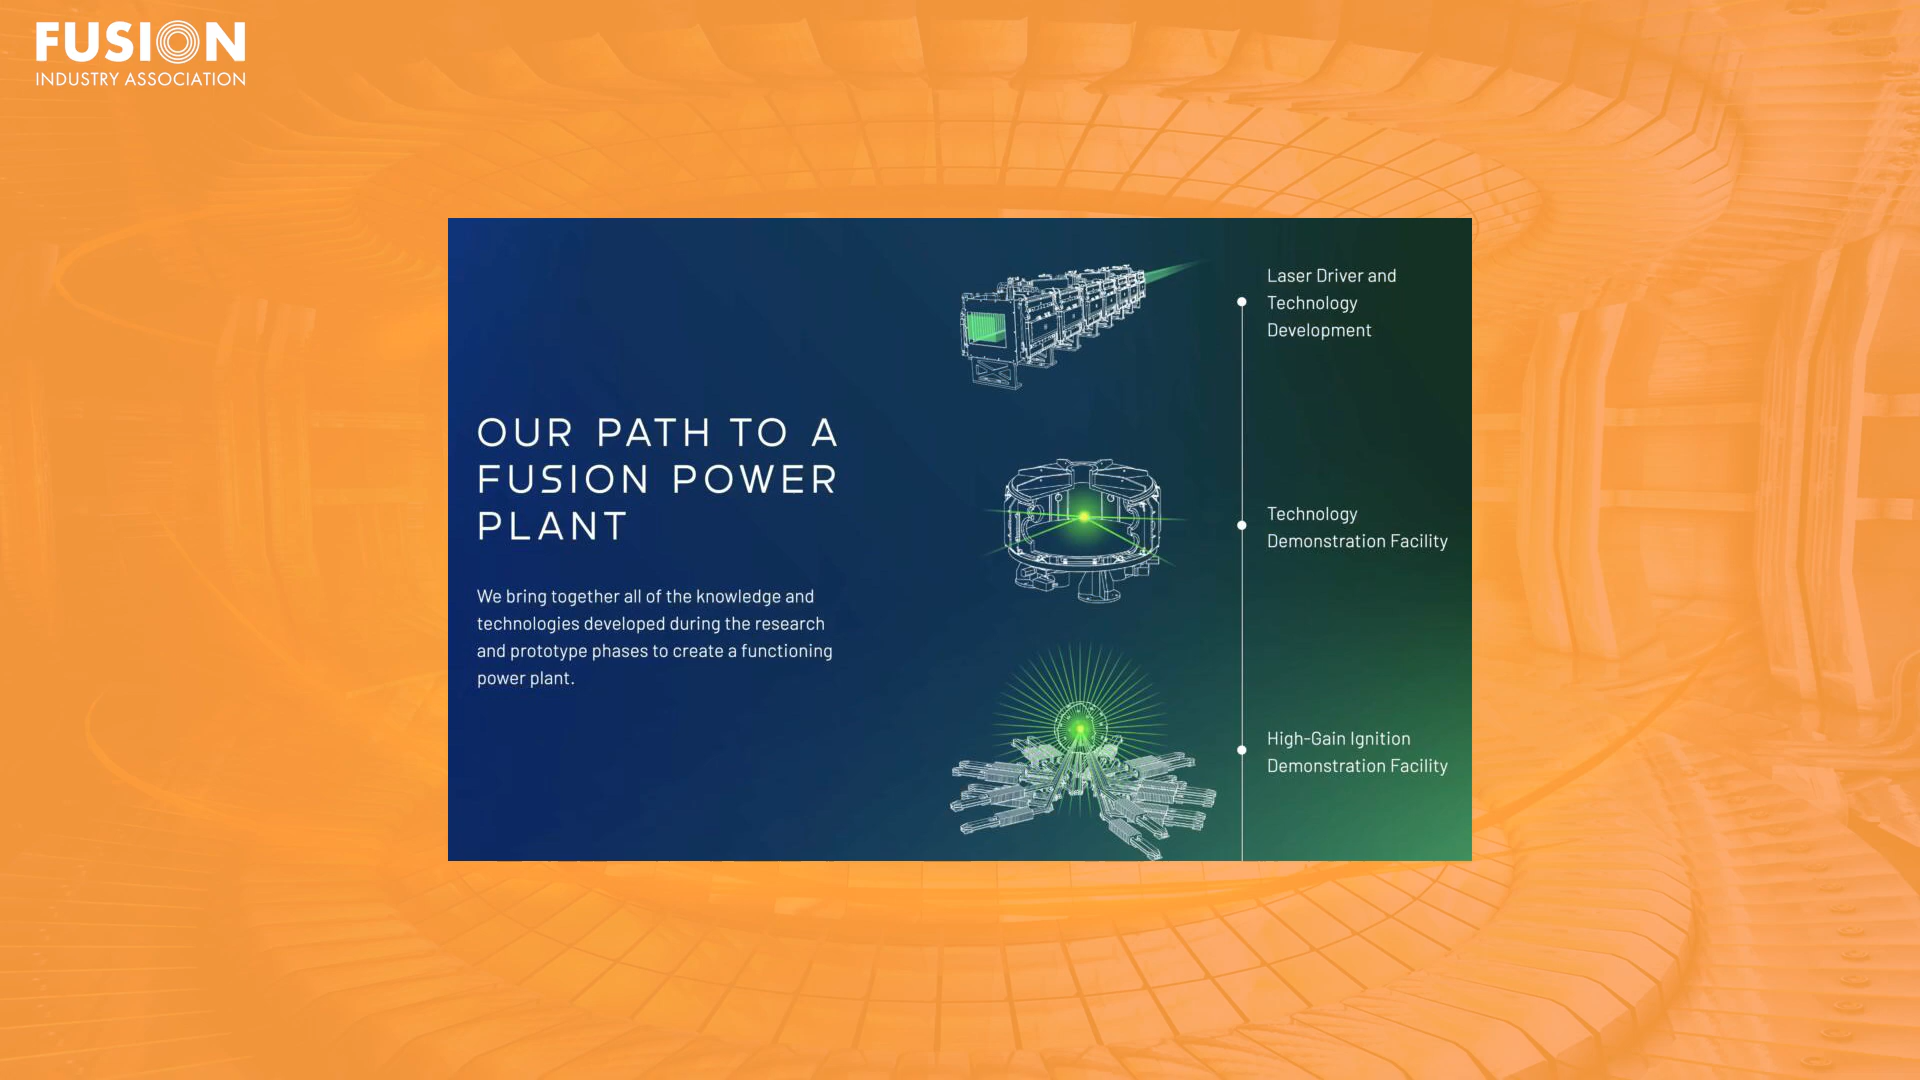 FUSION
INDUSTRY ASSOCIATION
OUR PATH TO A
FUSION POWER
PLANT
We bring together all of the knowledge and
technologies developed during the research
and prototype phases to create a functioning
power plant.
Laser Driver and
Technology
Development
Technology
Demonstration Facility
High-Gain Ignition
Demonstration Facility